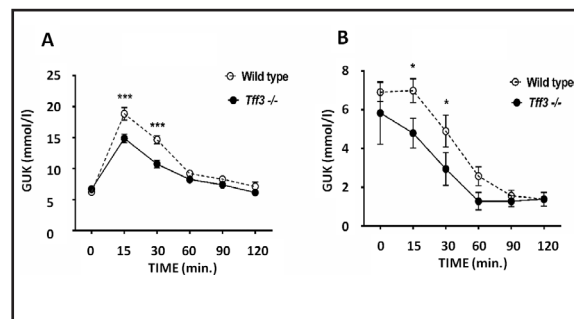 A
Wild type
Tff3 -/-
GUK (mmol/l)
25
20
15
10
5
0
***
***
0 15 30 60 90 120
TIME (min.)
B
Wild type
Tff3 -/-
GUK (mmol/l)
8
6
4
2
0
*
*
0 15 30 60 90 120
TIME (min.)